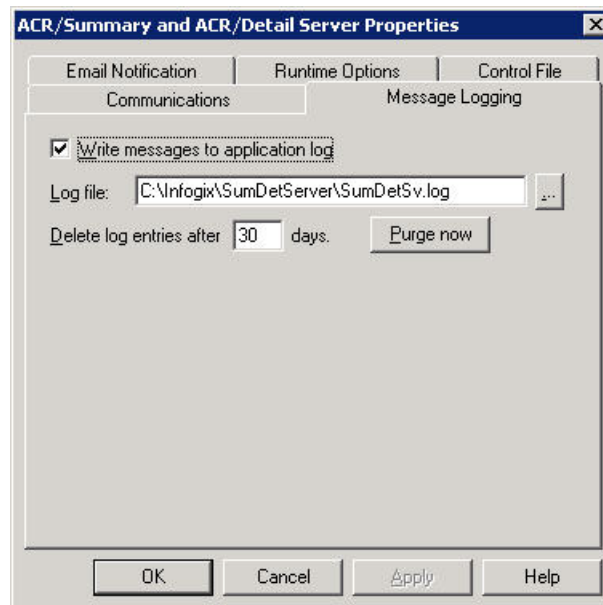 ACR/Summary and ACR/Detail Server Properties
Email Notification Runtime Options Control File
Communications Message Logging
Write messages to application log
Log file: C:\Infogix\SumDetServer\SumDetSv.log ...
Delete log entries after 30 days. Purge now
OK Cancel Apply Help